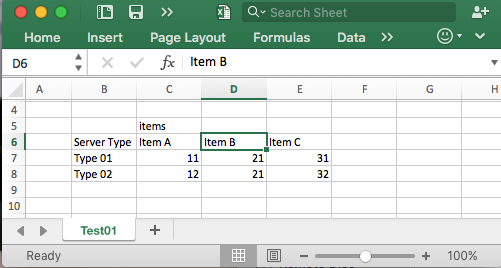 Search Sheet
Home Insert Page Layout Formulas Data >>
D6 fx Item B
A B C D E F G H
4
5 items
6 Server Type Item A Item B Item C
7 Type 01 11 21 31
8 Type 02 12 21 32
9
10
Test01 +
Ready 100%